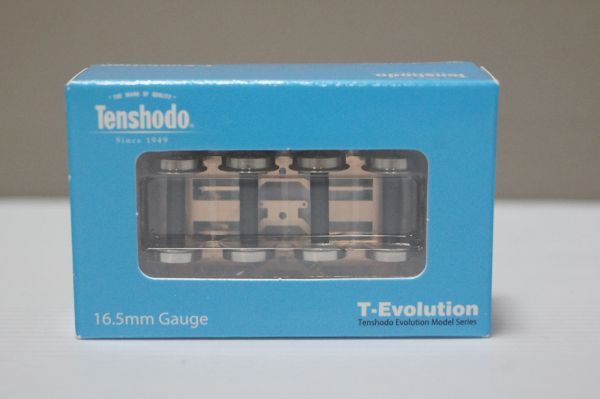 Tenshodo
"THE MARK OF QUALITY"
Tenshodo®
Since 1949
16.5mm Gauge
T-Evolution
Tenshodo Evolution Model Series